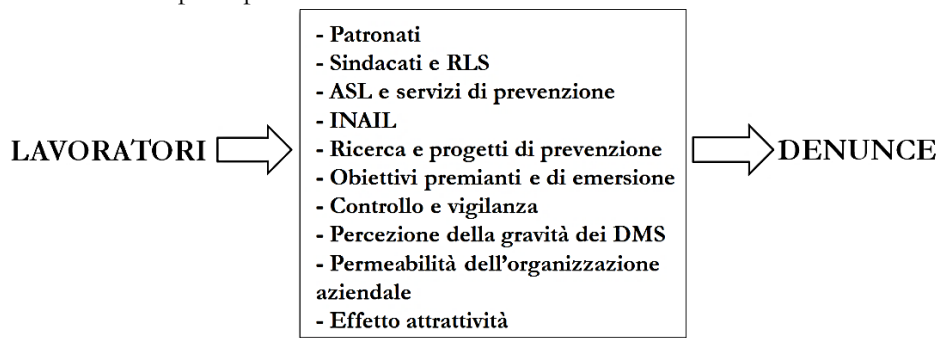 LAVORATORI
- Patronati
- Sindacati e RLS
- ASL e servizi di prevenzione
- INAIL
- Ricerca e progetti di prevenzione
- Obiettivi premianti e di emersione
- Controllo e vigilanza
- Percezione della gravità dei DMS
- Permeabilità dell'organizzazione
aziendale
- Effetto attrattività
DENUNCE